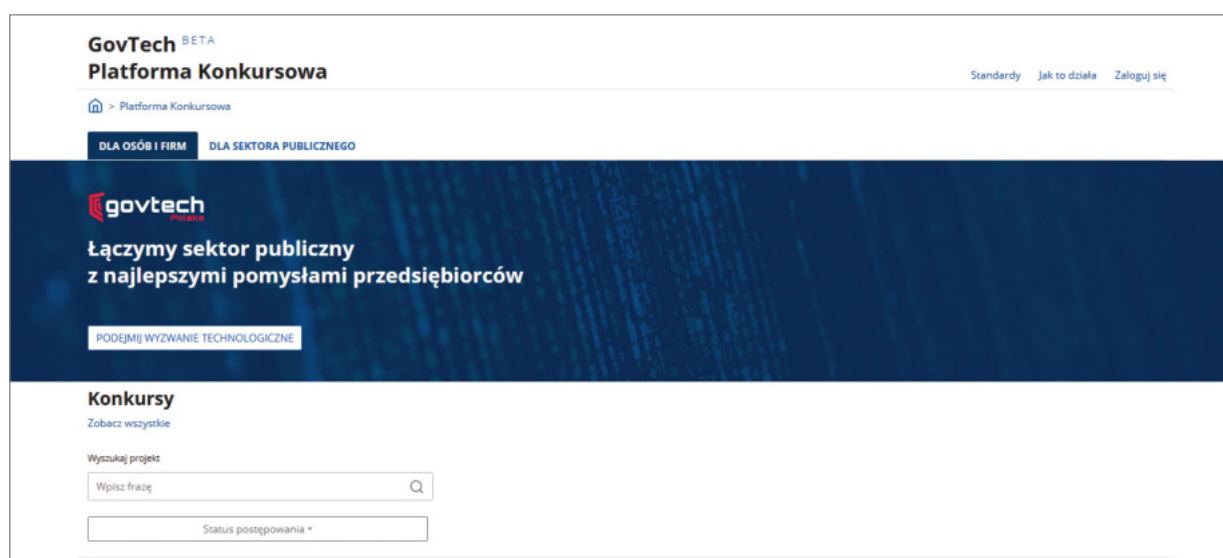 GovTech BETA
Platforma Konkursowa
Standardy Jak to działa Zaloguj się
> Platforma Konkursowa
DLA OSÓB I FIRM DLA SEKTORA PUBLICZNEGO
govtech
Polska
Łączymy sektor publiczny
z najlepszymi pomysłami przedsiębiorców
PODEJMIJ WYZWANIE TECHNOLOGICZNE
Konkursy
Zobacz wszystkie
Wyszukaj projekt
Wpisz frazę
Status postępowania